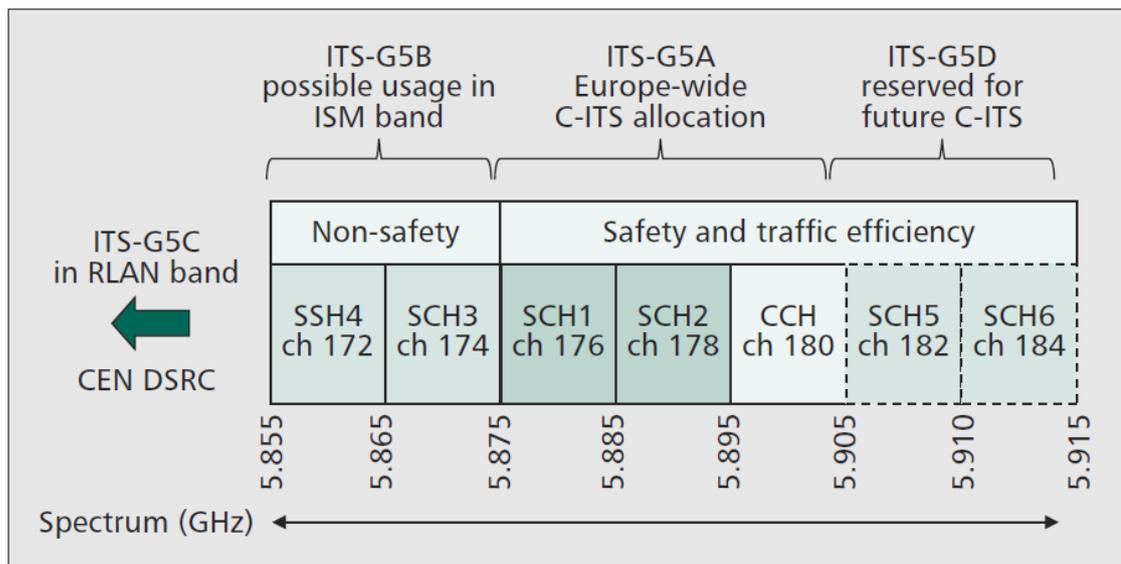 ITS-G5B
possible usage in
ISM band
ITS-G5A
Europe-wide
C-ITS allocation
ITS-G5D
reserved for
future C-ITS
ITS-G5C
in RLAN band
CEN DSRC
Non-safety
Safety and traffic efficiency
SSH4
ch 172
SCH3
ch 174
SCH1
ch 176
SCH2
ch 178
CCH
ch 180
SCH5
ch 182
SCH6
ch 184
5.855
5.865
5.875
5.885
5.895
5.905
5.910
5.915
Spectrum (GHz)